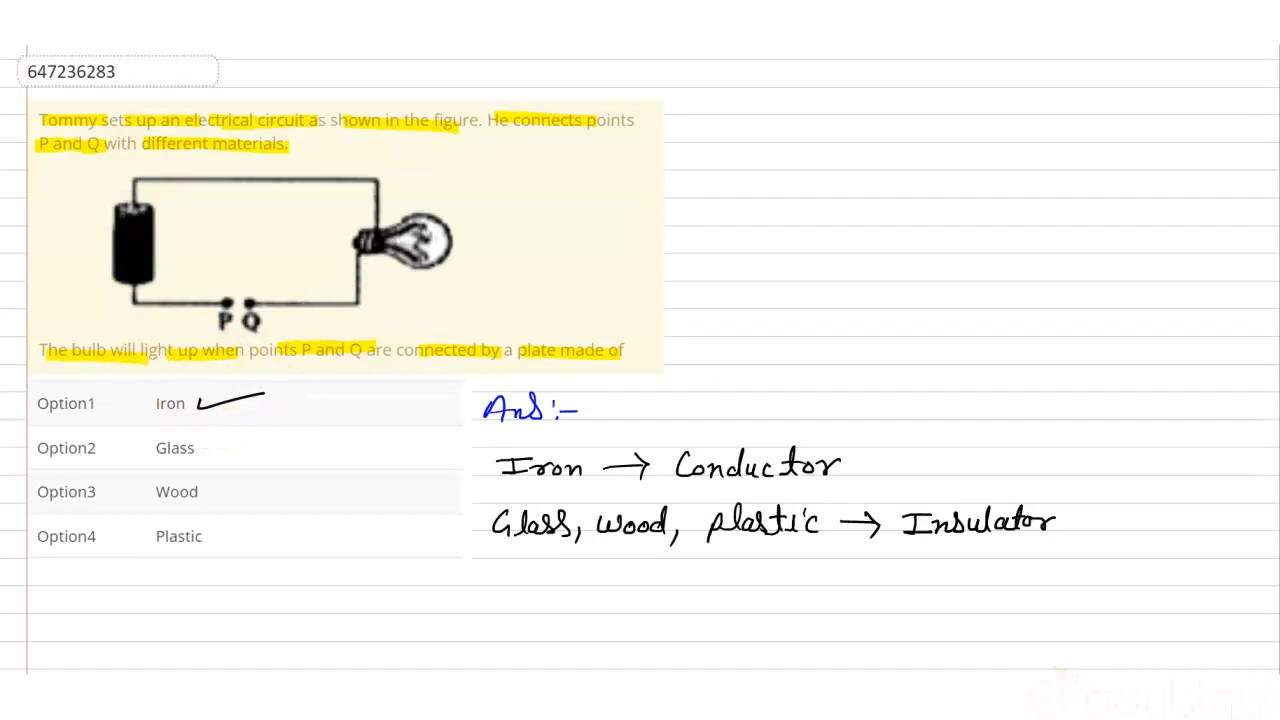 647236283
Tommy sets up an electrical circuit as shown in the figure. He connects points
P and Q with different materials.
P Q
The bulb will light up when points P and Q are connected by a plate made of
Option1 Iron
Option2 Glass
Option3 Wood
Option4 Plastic
Ans :-
Iron → Conductor
Glass, wood, plastic → Insulator